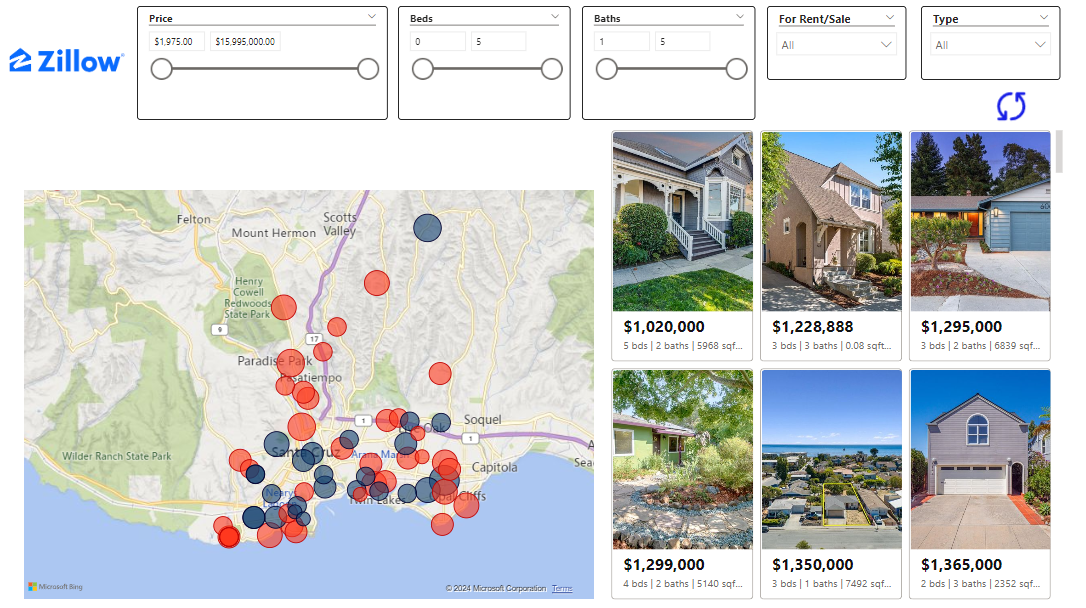 Zillow
Price
$1,975.00
$15,995,000.00
Beds
0
5
Baths
1
5
For Rent/Sale
All
Type
All
Felton
Mount Hermon
Scotts
Valley
Henry
Cowell
Redwoods
State Park
9
17
Paradise Park
Pasatiempo
1
Soquel
1
Oak
Santa Cruz
Arana
Capitola
Wilder Ranch State Park
Twin Lakes
Cliffs
Microsoft Bing
© 2024 Microsoft Corporation
Terms
$1,020,000
5 bds | 2 baths | 5968 sqf...
$1,228,888
3 bds | 3 baths | 0.08 sqft...
$1,295,000
3 bds | 2 baths | 6839 sqf...
$1,299,000
4 bds | 2 baths | 5140 sqf...
$1,350,000
3 bds | 1 baths | 7492 sqf...
$1,365,000
2 bds | 3 baths | 2352 sqf...